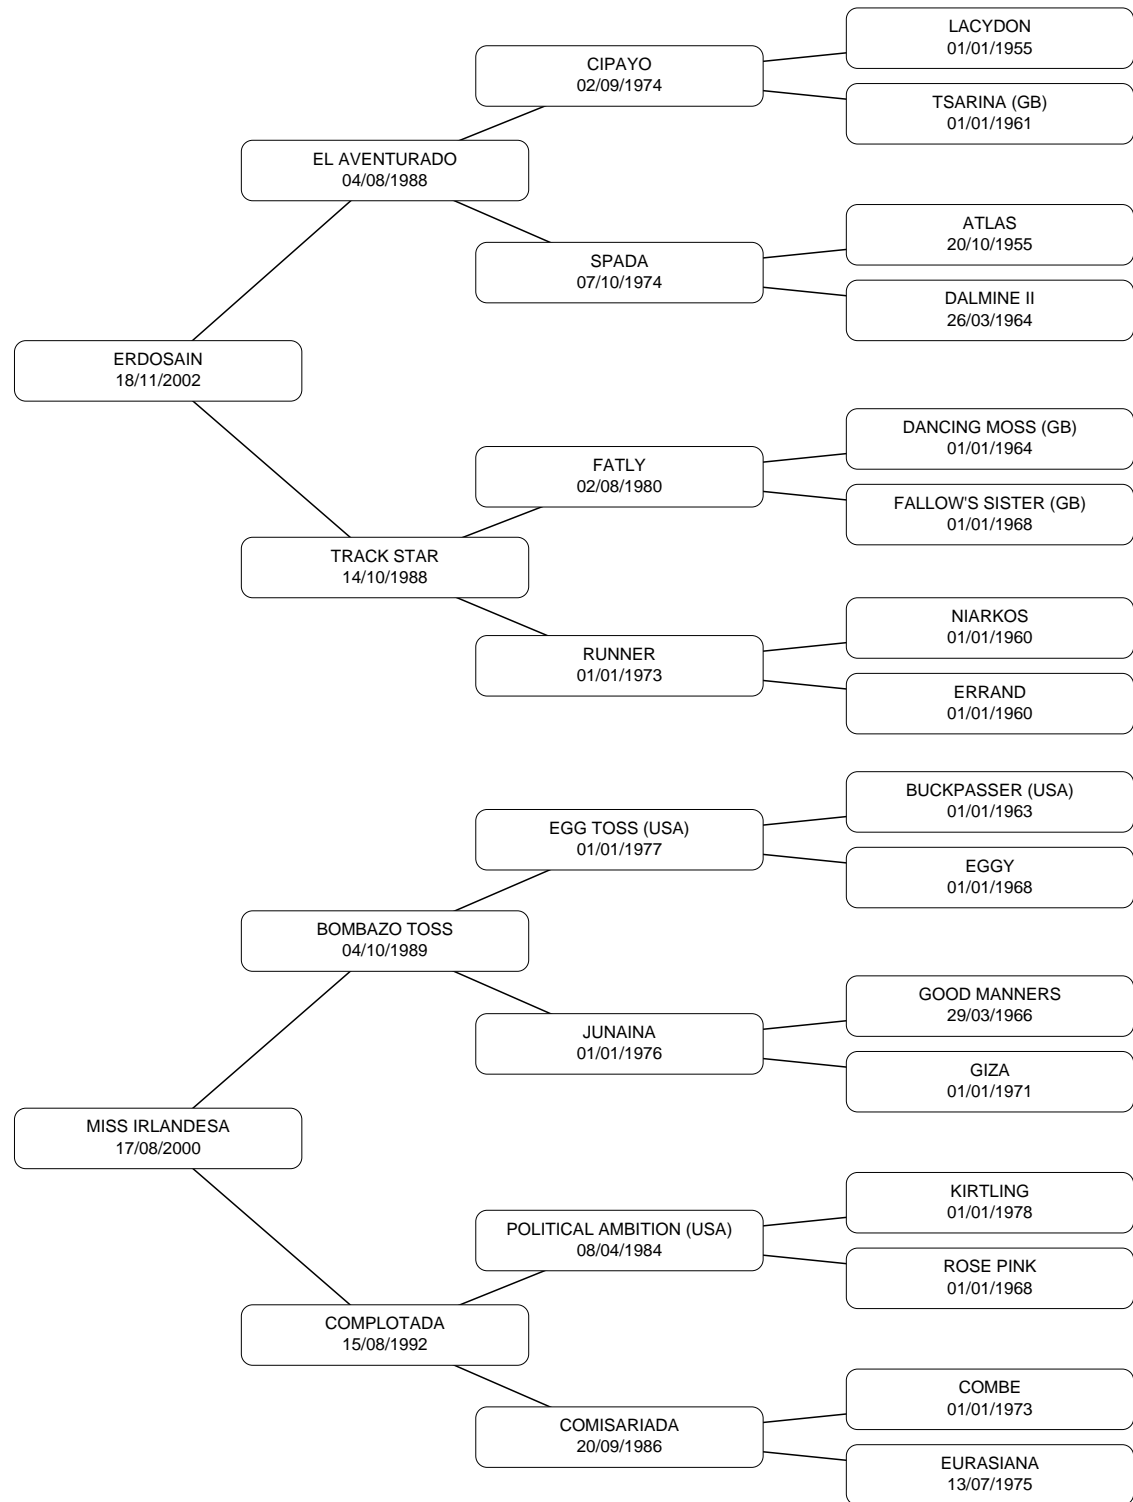 LACYDON
01/01/1955
CIPAYO
02/09/1974
TSARINA (GB)
01/01/1961
EL AVENTURADO
04/08/1988
ATLAS
20/10/1955
SPADA
07/10/1974
DALMINE II
26/03/1964
ERDOSAIN
18/11/2002
DANCING MOSS (GB)
01/01/1964
FATLY
02/08/1980
FALLOW'S SISTER (GB)
01/01/1968
TRACK STAR
14/10/1988
NIARKOS
01/01/1960
RUNNER
01/01/1973
ERRAND
01/01/1960
BUCKPASSER (USA)
01/01/1963
EGG TOSS (USA)
01/01/1977
EGGY
01/01/1968
BOMBAZO TOSS
04/10/1989
GOOD MANNERS
29/03/1966
JUNAINA
01/01/1976
GIZA
01/01/1971
MISS IRLANDESA
17/08/2000
KIRTLING
01/01/1978
POLITICAL AMBITION (USA)
08/04/1984
ROSE PINK
01/01/1968
COMPLOTADA
15/08/1992
COMBE
01/01/1973
COMISARIADA
20/09/1986
EURASIANA
13/07/1975